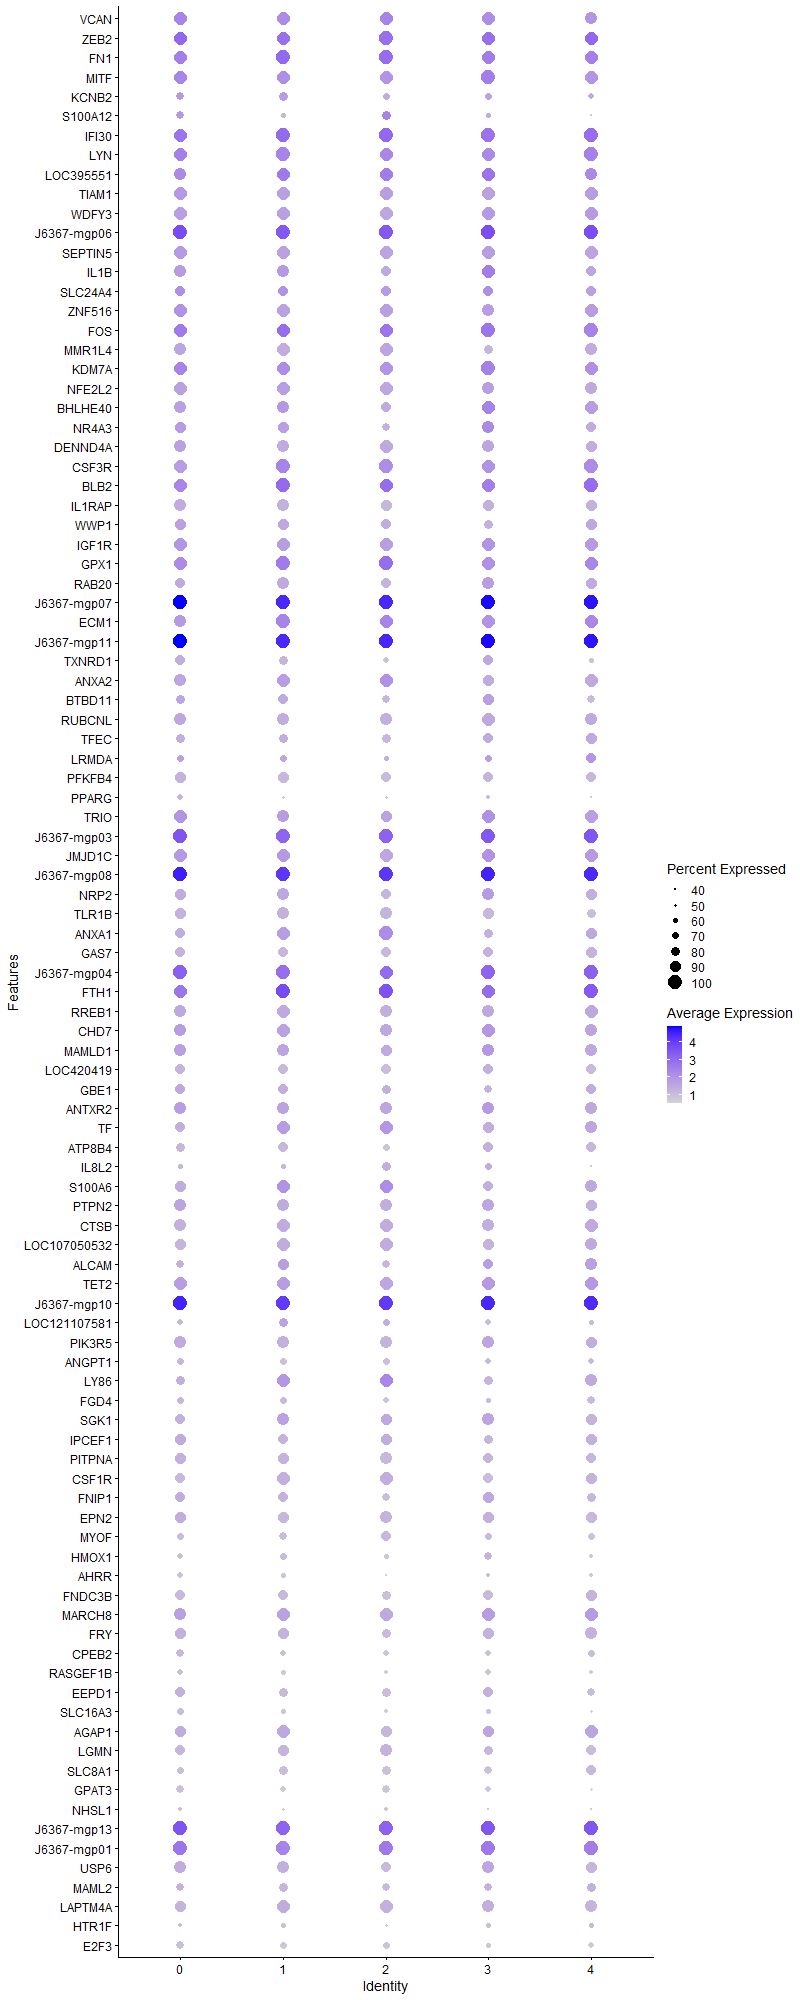 VCAN
ZEB2
FN1
MITF
KCNB2
S100A12
IFI30
LYN
LOC395551
TIAM1
WDFY3
J6367-mgp06
SEPTIN5
IL1B
SLC24A4
ZNF516
FOS
MMR1L4
KDM7A
NFE2L2
BHLHE40
NR4A3
DENND4A
CSF3R
BLB2
IL1RAP
WWP1
IGF1R
GPX1
RAB20
J6367-mgp07
ECM1
J6367-mgp11
TXNRD1
ANXA2
BTBD11
RUBCNL
TFEC
LRMDA
PFKFB4
PPARG
TRIO
J6367-mgp03
JMJD1C
J6367-mgp08
NRP2
TLR1B
ANXA1
GAS7
J6367-mgp04
FTH1
RREB1
CHD7
MAMLD1
LOC420419
GBE1
ANTXR2
TF
ATP8B4
IL8L2
S100A6
PTPN2
CTSB
LOC107050532
ALCAM
TET2
J6367-mgp10
LOC121107581
PIK3R5
ANGPT1
LY86
FGD4
SGK1
IPCEF1
PITPNA
CSF1R
FNIP1
EPN2
MYOF
HMOX1
AHRR
FNDC3B
MARCH8
FRY
CPEB2
RASGEF1B
EEPD1
SLC16A3
AGAP1
LGMN
SLC8A1
GPAT3
NHSL1
J6367-mgp13
J6367-mgp01
USP6
MAML2
LAPTM4A
HTR1F
E2F3
Features
0 1 2 3 4
Identity
Percent Expressed
40
50
60
70
80
90
100
Average Expression
4
3
2
1